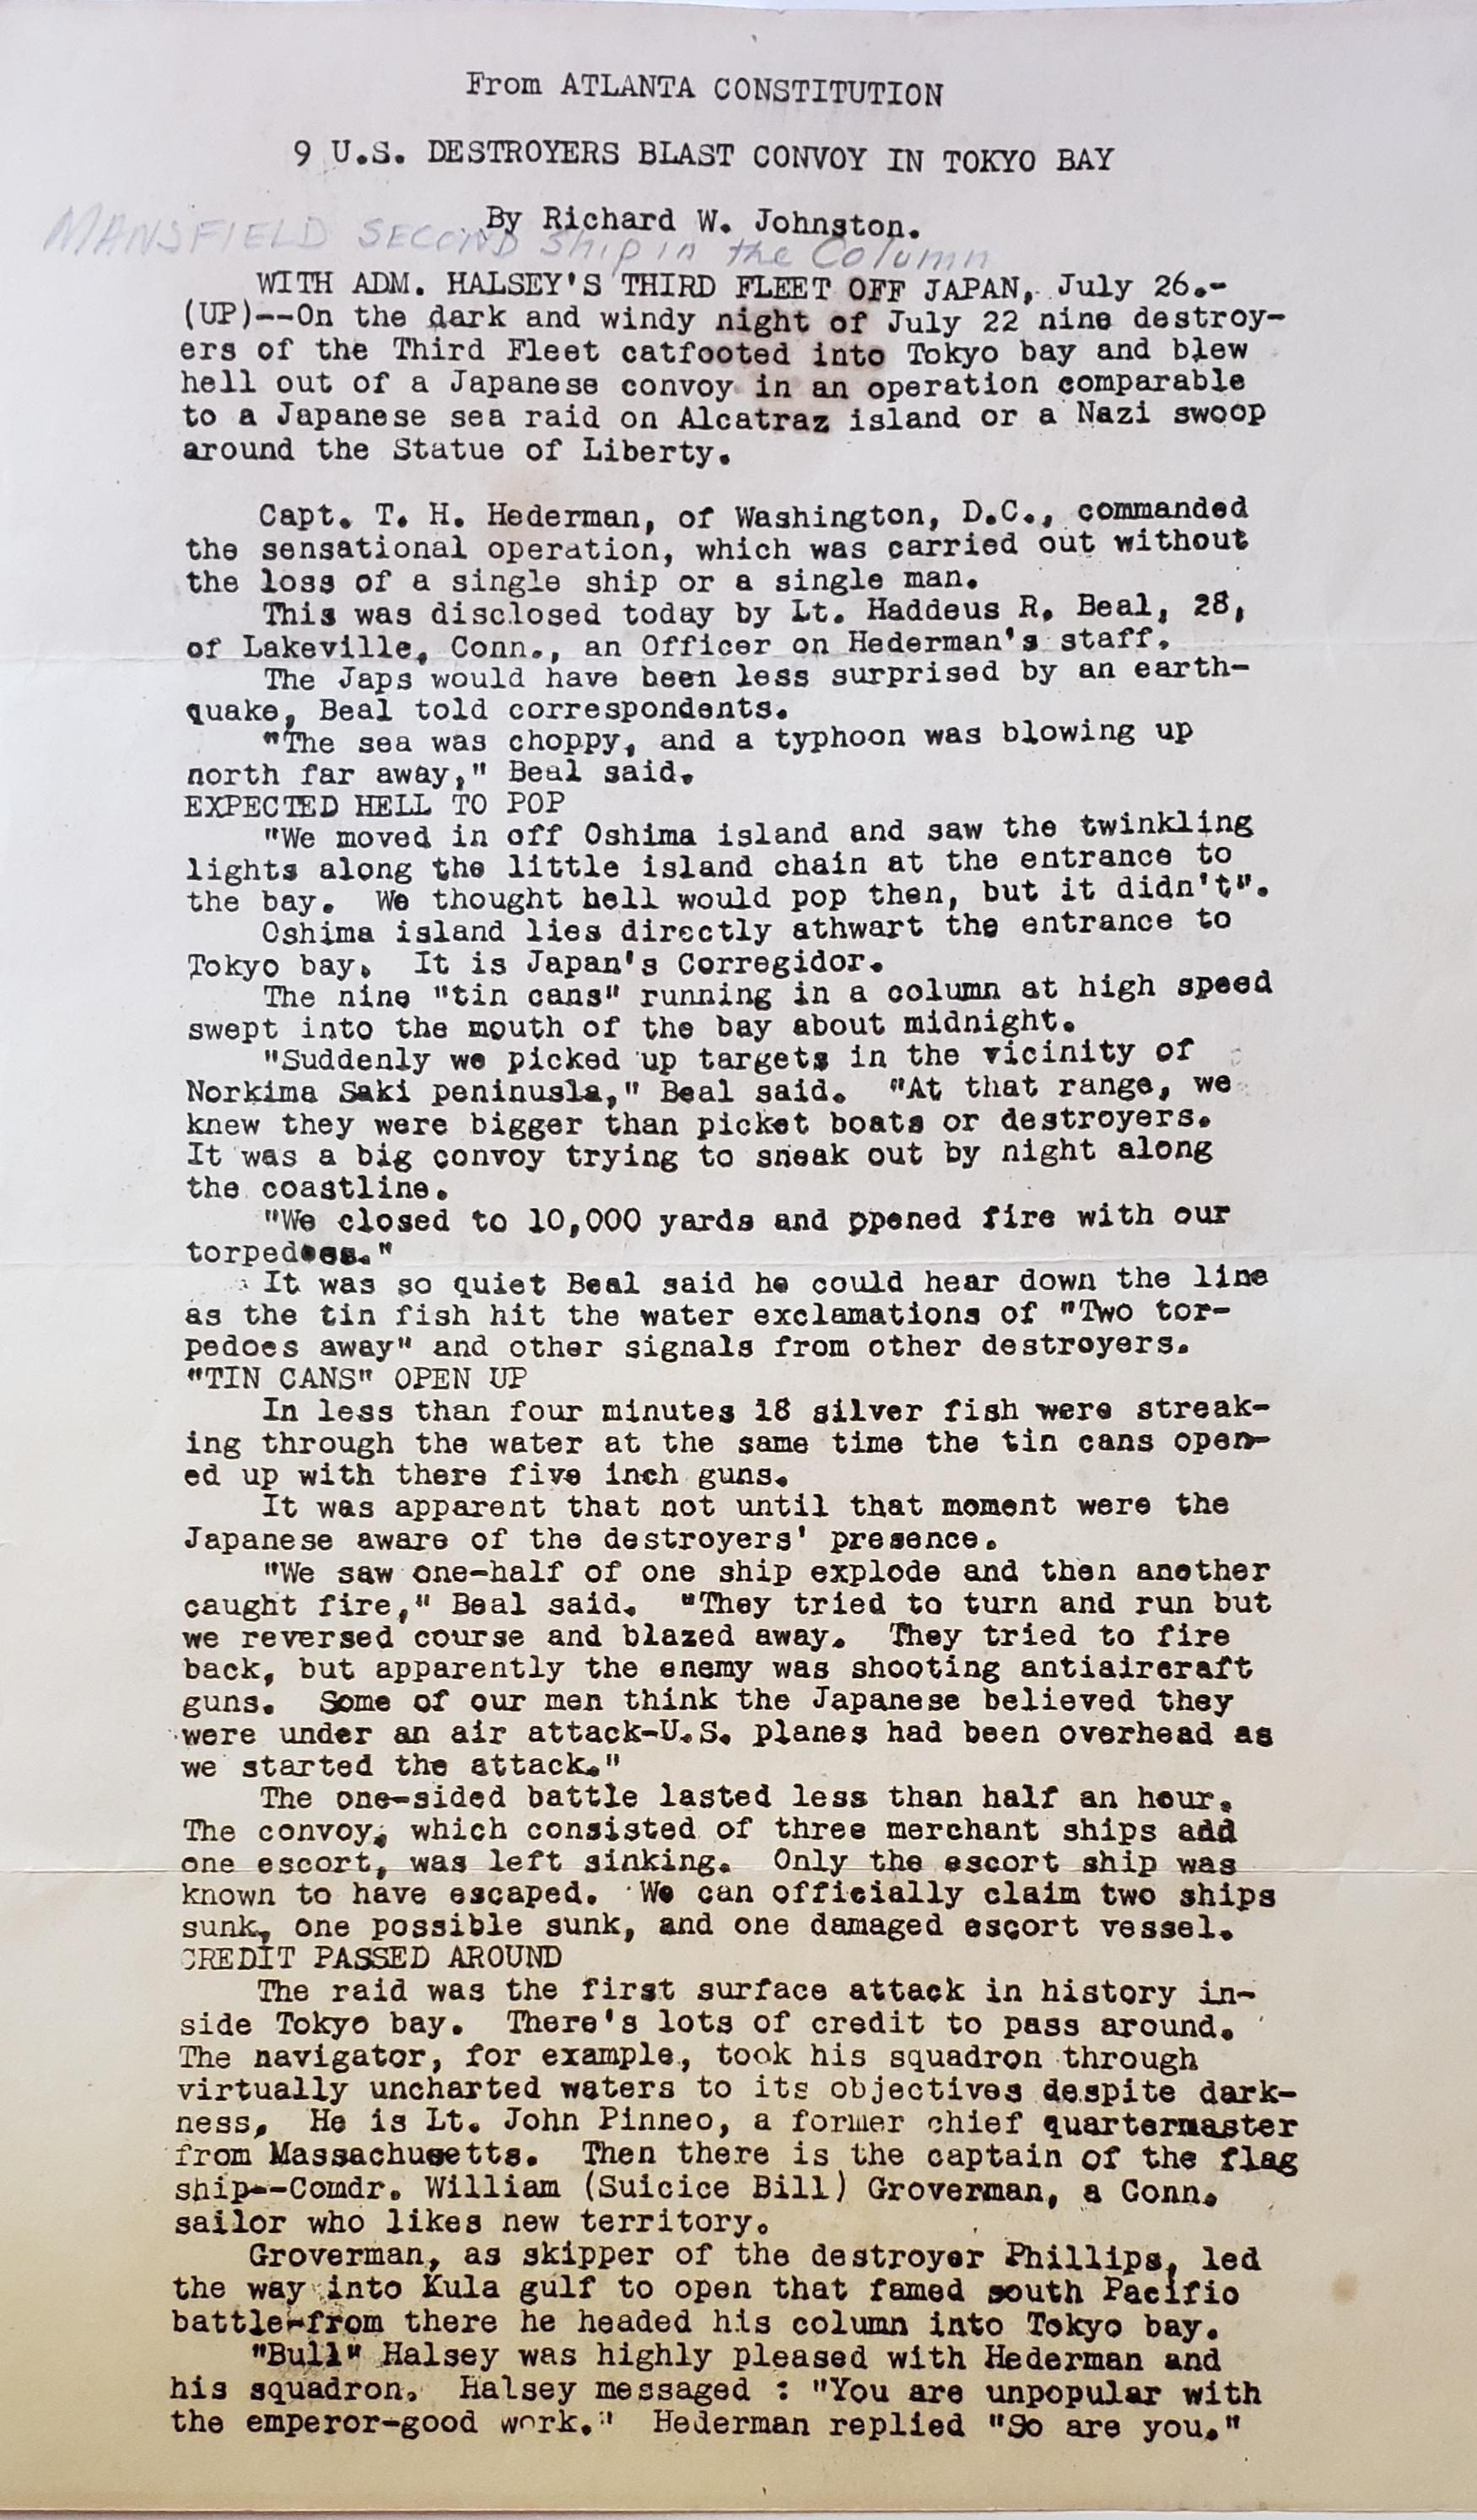 From ATLANTA CONSTITUTION
9 U.S. DESTROYERS BLAST CONVOY IN TOKYO BAY
By Richard W. Johnston.
MANSFIELD SECOND Ship in the Column
WITH ADM. HALSEY'S THIRD FLEET OFF JAPAN, July 26.-
(UP)--On the dark and windy night of July 22 nine destroy-
ers of the Third Fleet catfooted into Tokyo bay and blew
hell out of a Japanese convoy in an operation comparable
to a Japanese sea raid on Alcatraz island or a Nazi swoop
around the Statue of Liberty.
Capt. T. H. Hederman, of Washington, D.C., commanded
the sensational operation, which was carried out without
the loss of a single ship or a single man.
This was disclosed today by Lt. Haddeus R. Beal, 28,
of Lakeville, Conn., an Officer on Hederman's staff.
The Japs would have been less surprised by an earth-
quake, Beal told correspondents.
"The sea was choppy, and a typhoon was blowing up
north far away," Beal said.
EXPECTED HELL TO POP
"We moved in off Oshima island and saw the twinkling
lights along the little island chain at the entrance to
the bay. We thought hell would pop then, but it didn't".
Oshima island lies directly athwart the entrance to
Tokyo bay. It is Japan's Corregidor.
The nine "tin cans" running in a column at high speed
swept into the mouth of the bay about midnight.
"Suddenly we picked up targets in the vicinity of
Norkima Saki peninusla," Beal said. "At that range, we
knew they were bigger than picket boats or destroyers.
It was a big convoy trying to sneak out by night along
the coastline.
"We closed to 10,000 yards and ppened fire with our
torpedoes."
It was so quiet Beal said he could hear down the line
as the tin fish hit the water exclamations of "Two tor-
pedoes away" and other signals from other destroyers.
"TIN CANS" OPEN UP
In less than four minutes 18 silver fish were streak-
ing through the water at the same time the tin cans open-
ed up with there five inch guns.
It was apparent that not until that moment were the
Japanese aware of the destroyers' presence.
"We saw one-half of one ship explode and then another
caught fire," Beal said. "They tried to turn and run but
we reversed course and blazed away. They tried to fire
back, but apparently the enemy was shooting antiaircraft
guns. Some of our men think the Japanese believed they
were under an air attack-U.S. planes had been overhead as
we started the attack."
The one-sided battle lasted less than half an hour.
The convoy, which consisted of three merchant ships add
one escort, was left sinking. Only the escort ship was
known to have escaped. We can officially claim two ships
sunk, one possible sunk, and one damaged escort vessel.
CREDIT PASSED AROUND
The raid was the first surface attack in history in-
side Tokyo bay. There's lots of credit to pass around.
The navigator, for example, took his squadron through
virtually uncharted waters to its objectives despite dark-
ness. He is Lt. John Pinneo, a former chief quartermaster
from Massachusetts. Then there is the captain of the flag
ship--Comdr. William (Suicice Bill) Groverman, a Conn.
sailor who likes new territory.
Groverman, as skipper of the destroyer Phillips, led
the way into Kula gulf to open that famed south Pacific
battle-from there he headed his column into Tokyo bay.
"Bull" Halsey was highly pleased with Hederman and
his squadron. Halsey messaged : "You are unpopular with
the emperor-good work." Hederman replied "So are you."